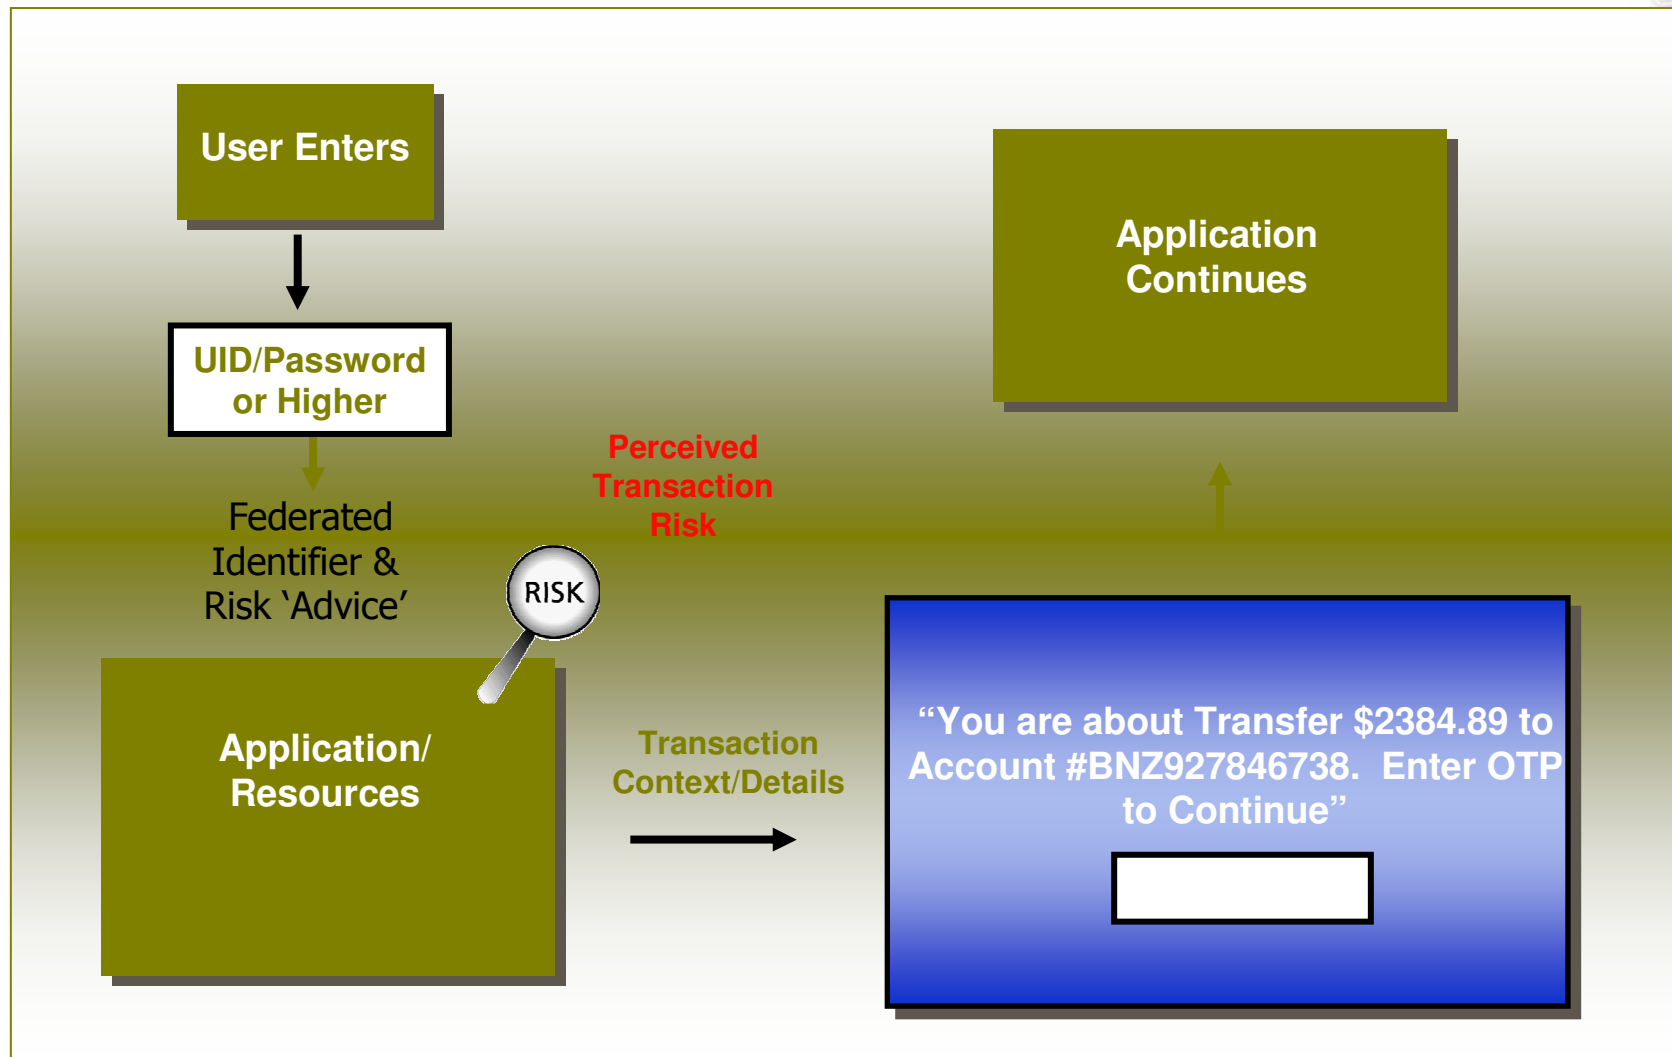 User Enters
UID/Password
or Higher
Federated
Identifier &
Risk ‘Advice’
Perceived
Transaction
Risk
RISK
Application/
Resources
Transaction
Context/Details
“You are about Transfer $2384.89 to
Account #BNZ927846738.  Enter OTP
to Continue”
Application
Continues